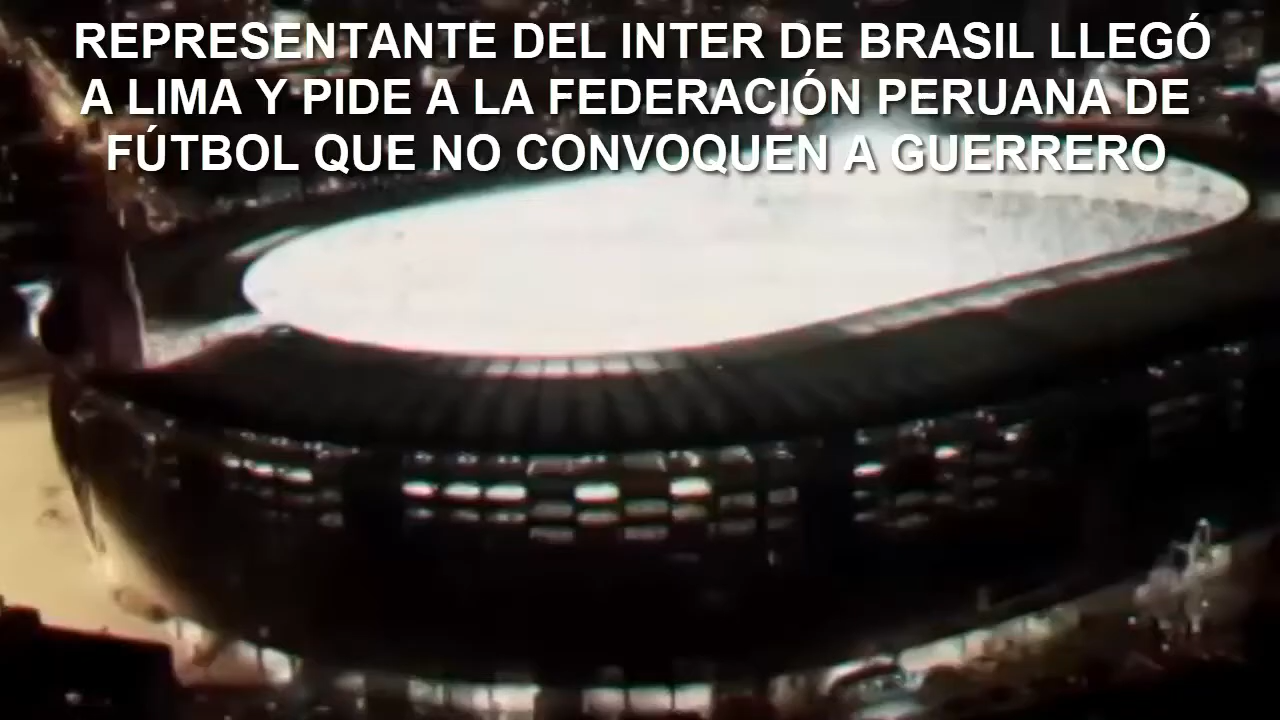 REPRESENTANTE DEL INTER DE BRASIL LLEGÓ
A LIMA Y PIDE A LA FEDERACIÓN PERUANA DE
FÚTBOL QUE NO CONVOQUEN A GUERRERO